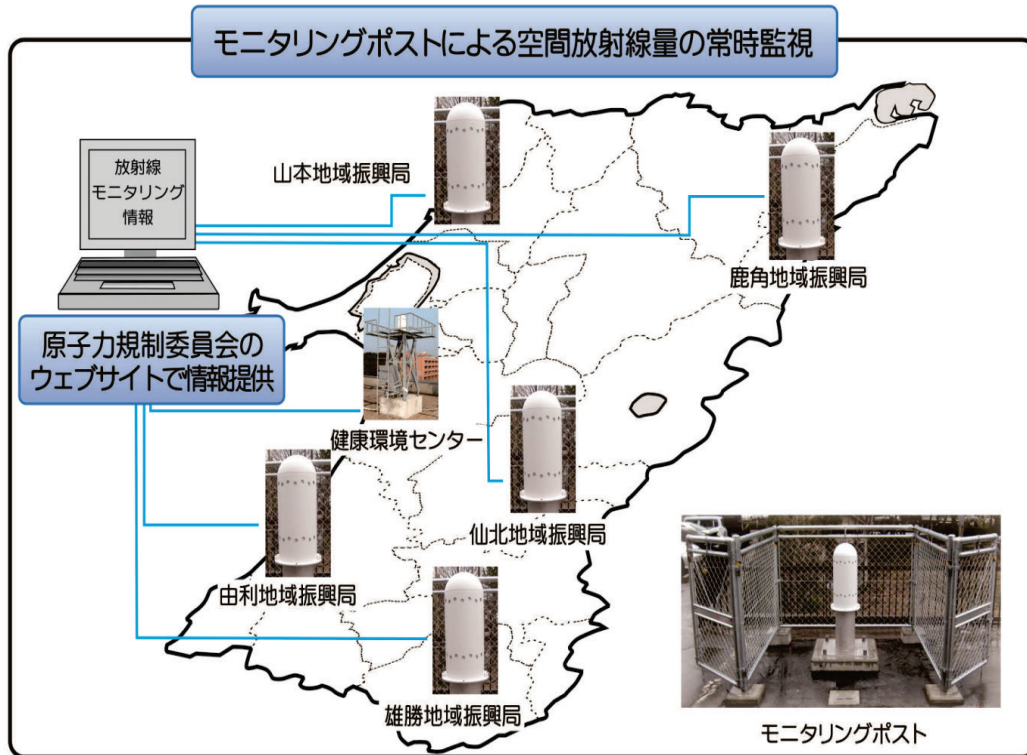 モニタリングポストによる空間放射線量の常時監視
放射線
モニタリング
情報
山本地域振興局
鹿角地域振興局
原子力規制委員会の
ウェブサイトで情報提供
健康環境センター
仙北地域振興局
由利地域振興局
雄勝地域振興局
モニタリングポスト